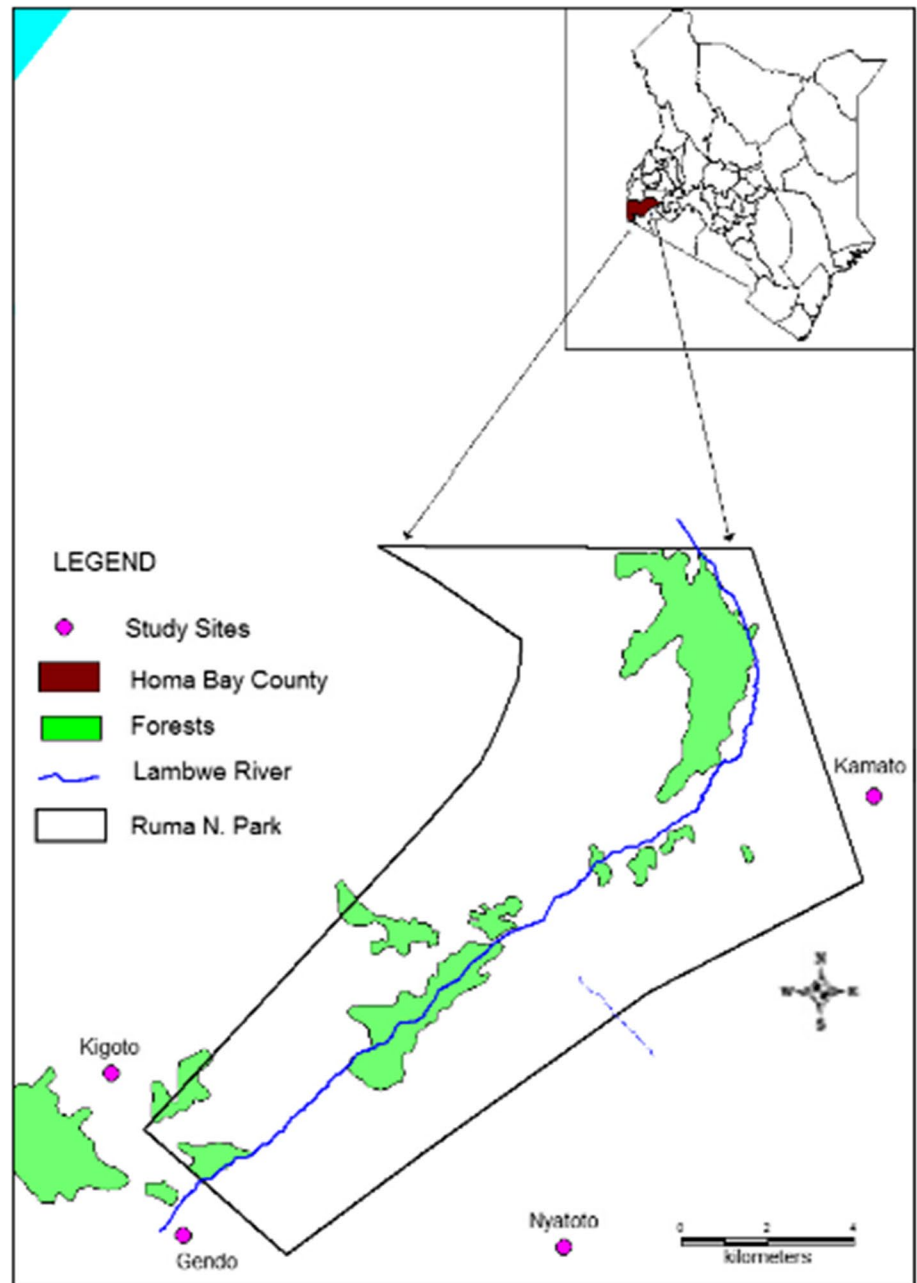 LEGEND
Study Sites
Homa Bay County
Forests
Lambwe River
Ruma N. Park
Kamato
Kigoto
Gendo
Nyatoto
N
W E
S
0 2 4
kilometers